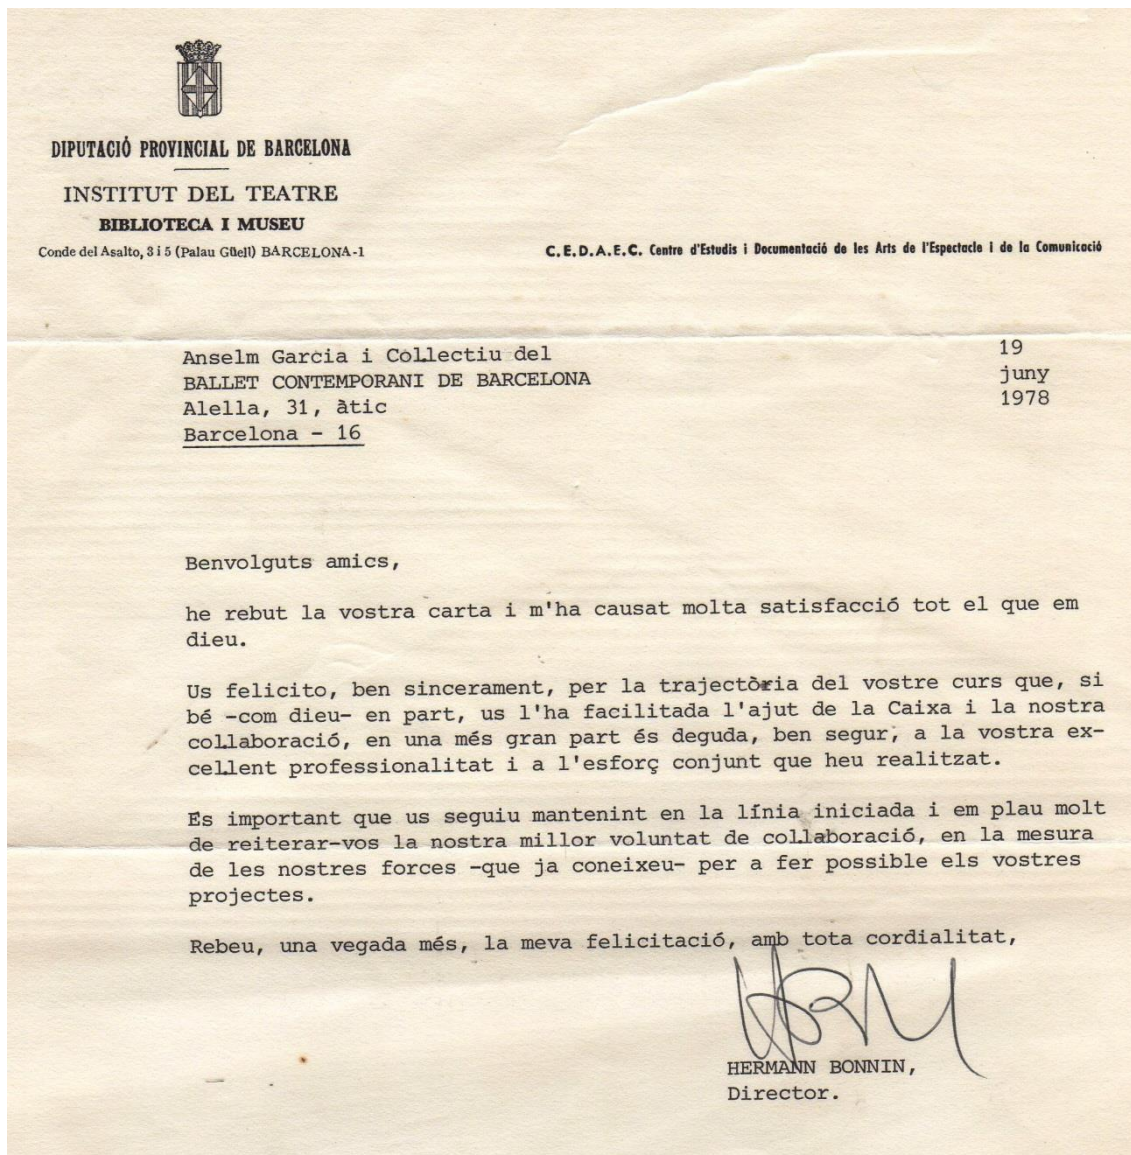 DIPUTACIÓ PROVINCIAL DE BARCELONA
INSTITUT DEL TEATRE
BIBLIOTECA I MUSEU
Conde del Asalto, 3 i 5 (Palau Güell) BARCELONA-1
C.E.D.A.E.C. Centre d'Estudis i Documentació de les Arts de l'Espectacle i de la Comunicació
Anselm Garcia i Collectiu del
BALLET CONTEMPORANI DE BARCELONA
Alella, 31, àtic
Barcelona - 16
19
juny
1978
Benvolguts amics,
he rebut la vostra carta i m'ha causat molta satisfacció tot el que em
dieu.
Us felicito, ben sincerament, per la trajectòria del vostre curs que, si
bé -com dieu- en part, us l'ha facilitada l'ajut de la Caixa i la nostra
collaboració, en una més gran part és deguda, ben segur, a la vostra ex-
cellent professionalitat i a l'esforç conjunt que heu realitzat.
Es important que us seguiu mantenint en la línia iniciada i em plau molt
de reiterar-vos la nostra millor voluntat de collaboració, en la mesura
de les nostres forces -que ja coneixeu- per a fer possible els vostres
projectes.
Rebeu, una vegada més, la meva felicitació, amb tota cordialitat,
HERMANN BONNIN,
Director.